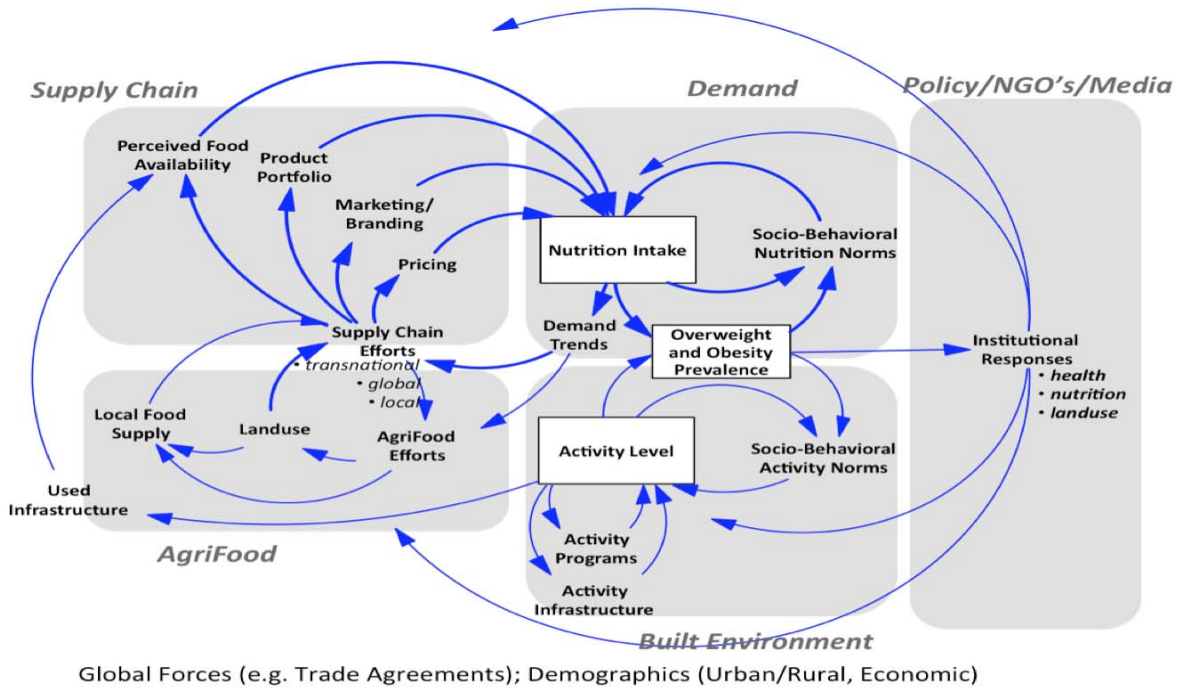 Supply Chain
Demand
Policy/NGO's/Media
Perceived Food
Availability
Product
Portfolio
Marketing/
Branding
Pricing
Nutrition Intake
Socio-Behavioral
Nutrition Norms
Supply Chain
Efforts
• transnational
• global
• local
Demand
Trends
Overweight
and Obesity
Prevalence
Institutional
Responses
• health
• nutrition
• landuse
Local Food
Supply
Landuse
AgriFood
Efforts
Activity Level
Socio-Behavioral
Activity Norms
Used
Infrastructure
AgriFood
Activity
Programs
Activity
Infrastructure
Built Environment
Global Forces (e.g. Trade Agreements); Demographics (Urban/Rural, Economic)